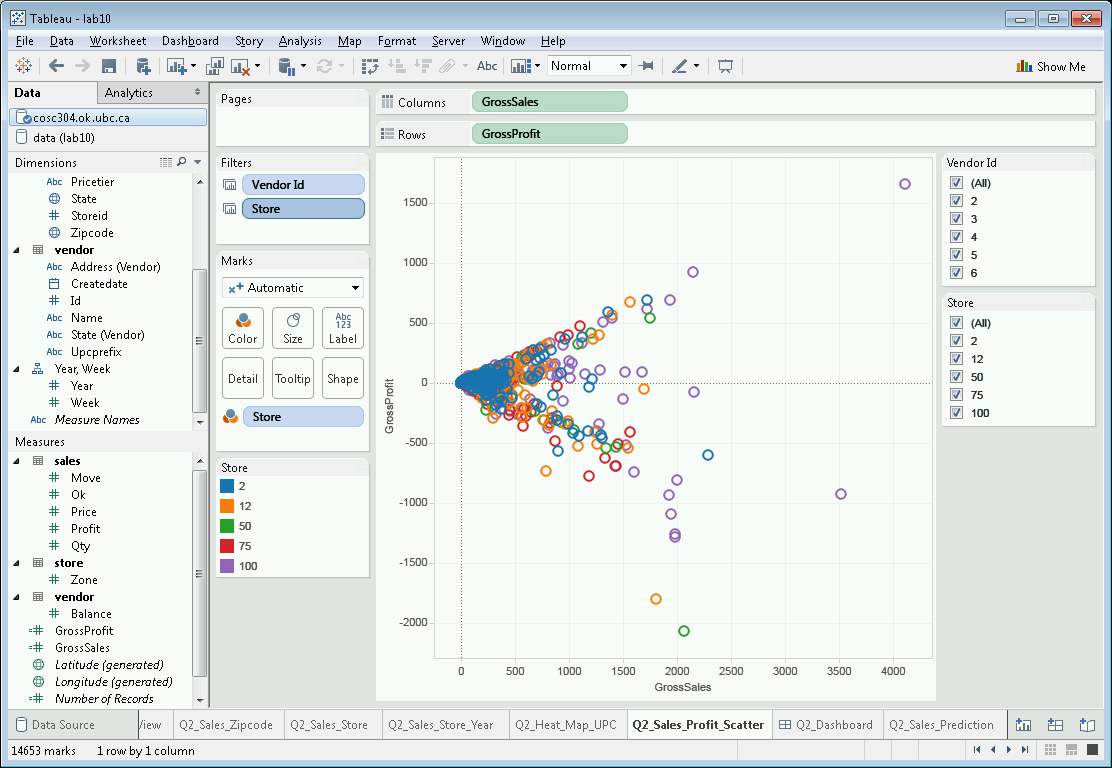 Tableau - lab10
File Data Worksheet Dashboard Story Analysis Map Format Server Window Help
Abc Normal Show Me
Data Analytics
cosc304.ok.ubc.ca
data (lab10)
Dimensions
Abc Pricetier
State
# Storeid
Zipcode
vendor
Abc Address (Vendor)
Createdate
# Id
Abc Name
Abc State (Vendor)
Abc Upcprefix
Year, Week
# Year
# Week
Abc Measure Names
Measures
sales
# Move
# Ok
# Price
# Profit
# Qty
store
# Zone
vendor
# Balance
=# GrossProfit
=# GrossSales
Latitude (generated)
Longitude (generated)
=# Number of Records
Pages
Filters
Vendor Id
Store
Marks
Automatic
Color Size Abc 123 Label
Detail Tooltip Shape
Store
Store
2
12
50
75
100
Columns GrossSales
Rows GrossProfit
1500
1000
500
0
-500
-1000
-1500
-2000
GrossProfit
0 500 1000 1500 2000 2500 3000 3500 4000
GrossSales
Vendor Id
(All)
2
3
4
5
6
Store
(All)
2
12
50
75
100
Data Source View Q2_Sales_Zipcode Q2_Sales_Store Q2_Sales_Store_Year Q2_Heat_Map_UPC Q2_Sales_Profit_Scatter Q2_Dashboard Q2_Sales_Prediction
14653 marks 1 row by 1 column